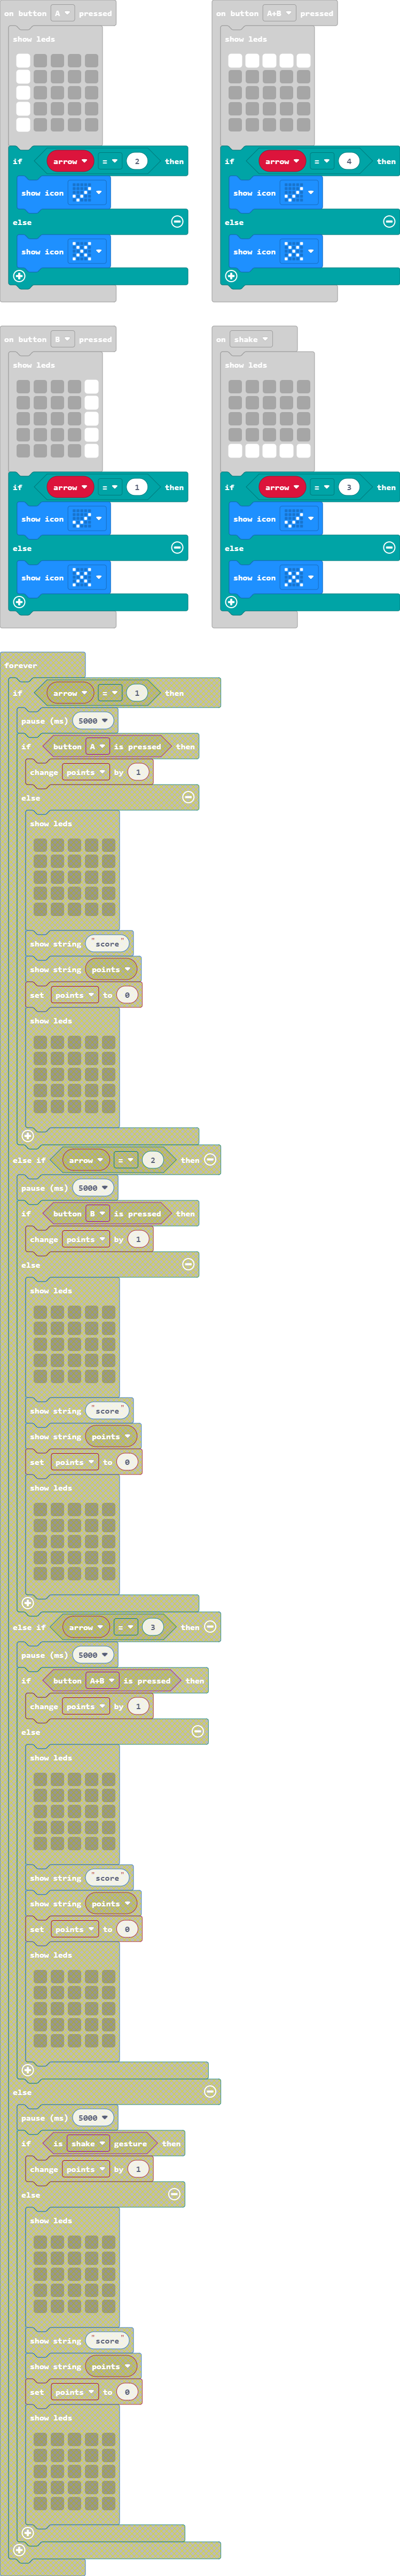 on button A pressed
show leds
if arrow = 2 then
show icon
else
show icon
on button A+B pressed
show leds
if arrow = 4 then
show icon
else
show icon
on button B pressed
show leds
if arrow = 1 then
show icon
else
show icon
on shake
show leds
if arrow = 3 then
show icon
else
show icon
forever
if arrow = 1 then
pause (ms) 5000
if button A is pressed then
change points by 1
else
show leds
show string "score"
show string points
set points to 0
show leds
else if arrow = 2 then
pause (ms) 5000
if button B is pressed then
change points by 1
else
show leds
show string "score"
show string points
set points to 0
show leds
else if arrow = 3 then
pause (ms) 5000
if button A+B is pressed then
change points by 1
else
show leds
show string "score"
show string points
set points to 0
show leds
else
pause (ms) 5000
if is shake gesture then
change points by 1
else
show leds
show string "score"
show string points
set points to 0
show leds